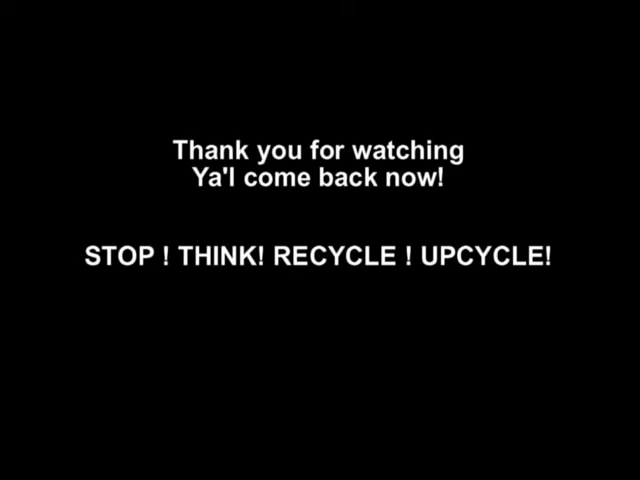 Thank you for watching
Ya'l come back now!
STOP ! THINK! RECYCLE ! UPCYCLE!